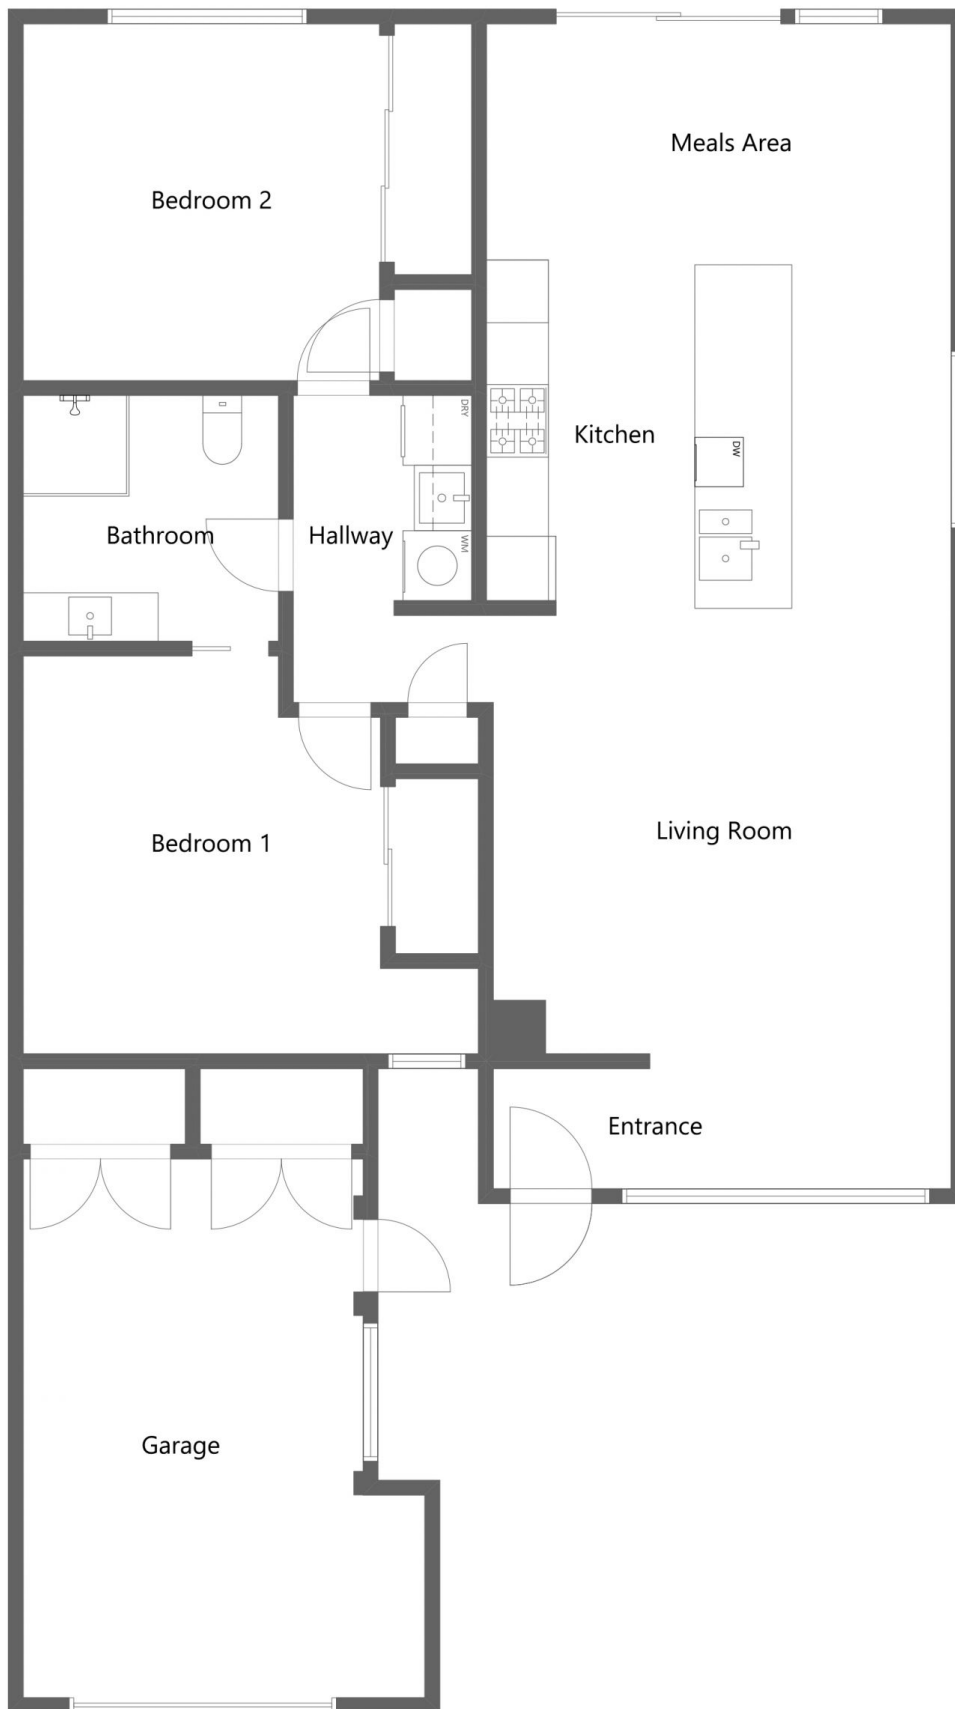 Meals Area
Bedroom 2
DRY
Kitchen
DW
Bathroom
Hallway
WM
Living Room
Bedroom 1
Entrance
Garage